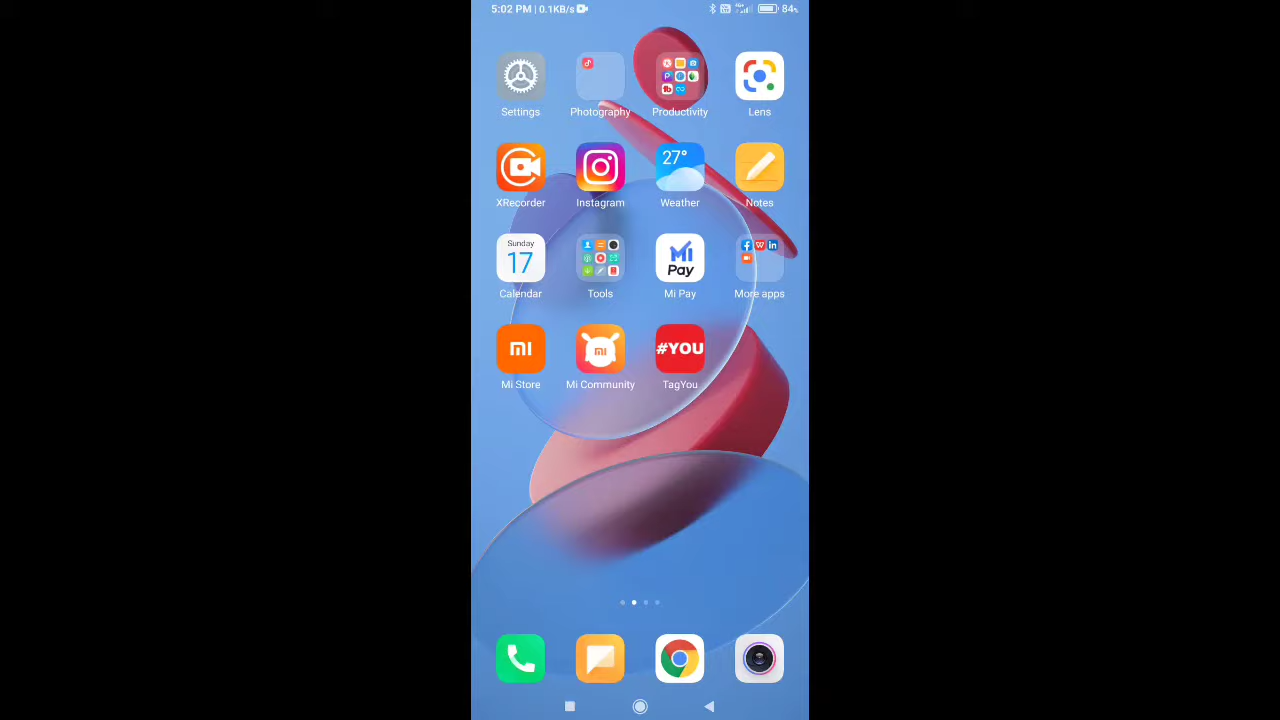 5:02 PM | 0.1KB/s 84%
Settings Photography Productivity Lens
27°
XRecorder Instagram Weather Notes
Sunday
17
Mi
Pay
Calendar Tools Mi Pay More apps
mi mi #YOU
Mi Store Mi Community TagYou